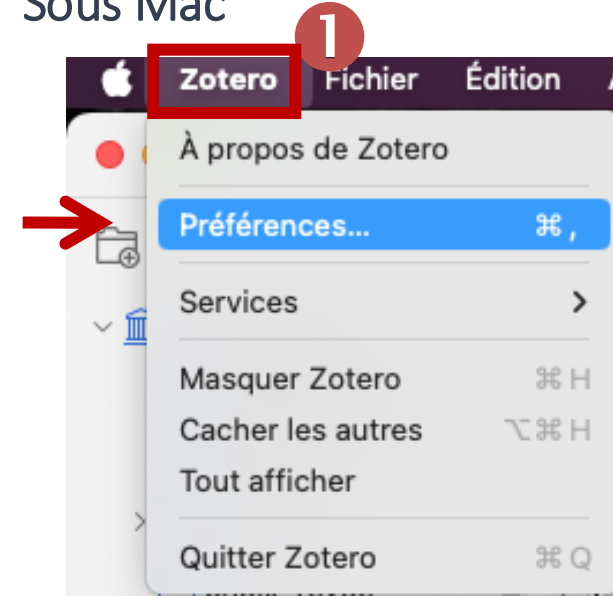 Sous Mac
1
Zotero Fichier Édition
À propos de Zotero
Préférences... ⌘ ,
Services
Masquer Zotero ⌘ H
Cacher les autres ⌥ ⌘ H
Tout afficher
Quitter Zotero ⌘ Q